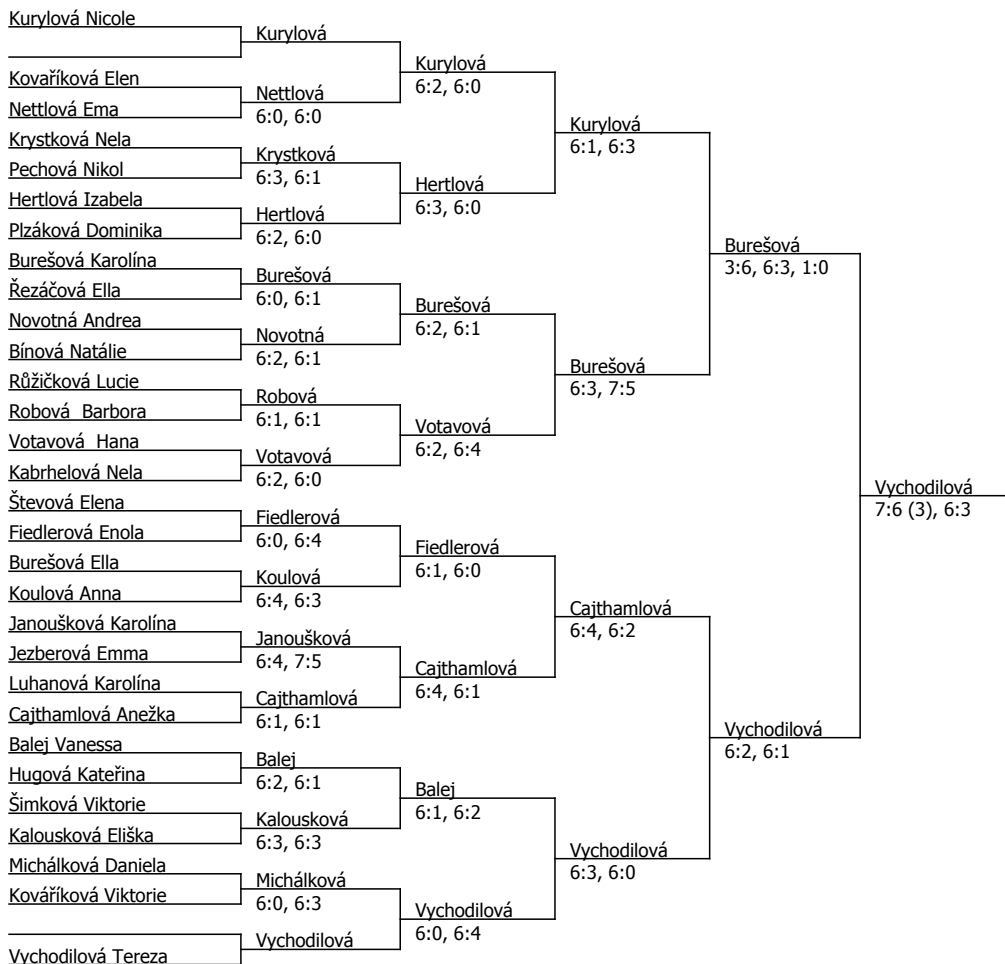 Kurylová Nicole
Kurylová
Kurylová
6:2, 6:0
Kovaříková Elen
Nettlová
6:0, 6:0
Nettlová Ema
Kurylová
6:1, 6:3
Krystková Nela
Krystková
6:3, 6:1
Pechová Nikol
Hertlová
6:3, 6:0
Hertlová Izabela
Hertlová
6:2, 6:0
Plzáková Dominika
Burešová
3:6, 6:3, 1:0
Burešová Karolína
Burešová
6:0, 6:1
Řezáčová Ella
Burešová
6:2, 6:1
Novotná Andrea
Novotná
6:2, 6:1
Bínová Natálie
Burešová
6:3, 7:5
Růžičková Lucie
Robová
6:1, 6:1
Robová  Barbora
Votavová
6:2, 6:4
Votavová  Hana
Votavová
6:2, 6:0
Kabrhelová Nela
Vychodilová
7:6 (3), 6:3
Števová Elena
Fiedlerová
6:0, 6:4
Fiedlerová Enola
Fiedlerová
6:1, 6:0
Burešová Ella
Koulová
6:4, 6:3
Koulová Anna
Cajthamlová
6:4, 6:2
Janoušková Karolína
Janoušková
6:4, 7:5
Jezberová Emma
Cajthamlová
6:4, 6:1
Luhanová Karolína
Cajthamlová
6:1, 6:1
Cajthamlová Anežka
Vychodilová
6:2, 6:1
Balej Vanessa
Balej
6:2, 6:1
Hugová Kateřina
Balej
6:1, 6:2
Šimková Viktorie
Kalousková
6:3, 6:3
Kalousková Eliška
Vychodilová
6:3, 6:0
Michálková Daniela
Michálková
6:0, 6:3
Kováříková Viktorie
Vychodilová
6:0, 6:4
Vychodilová
Vychodilová Tereza